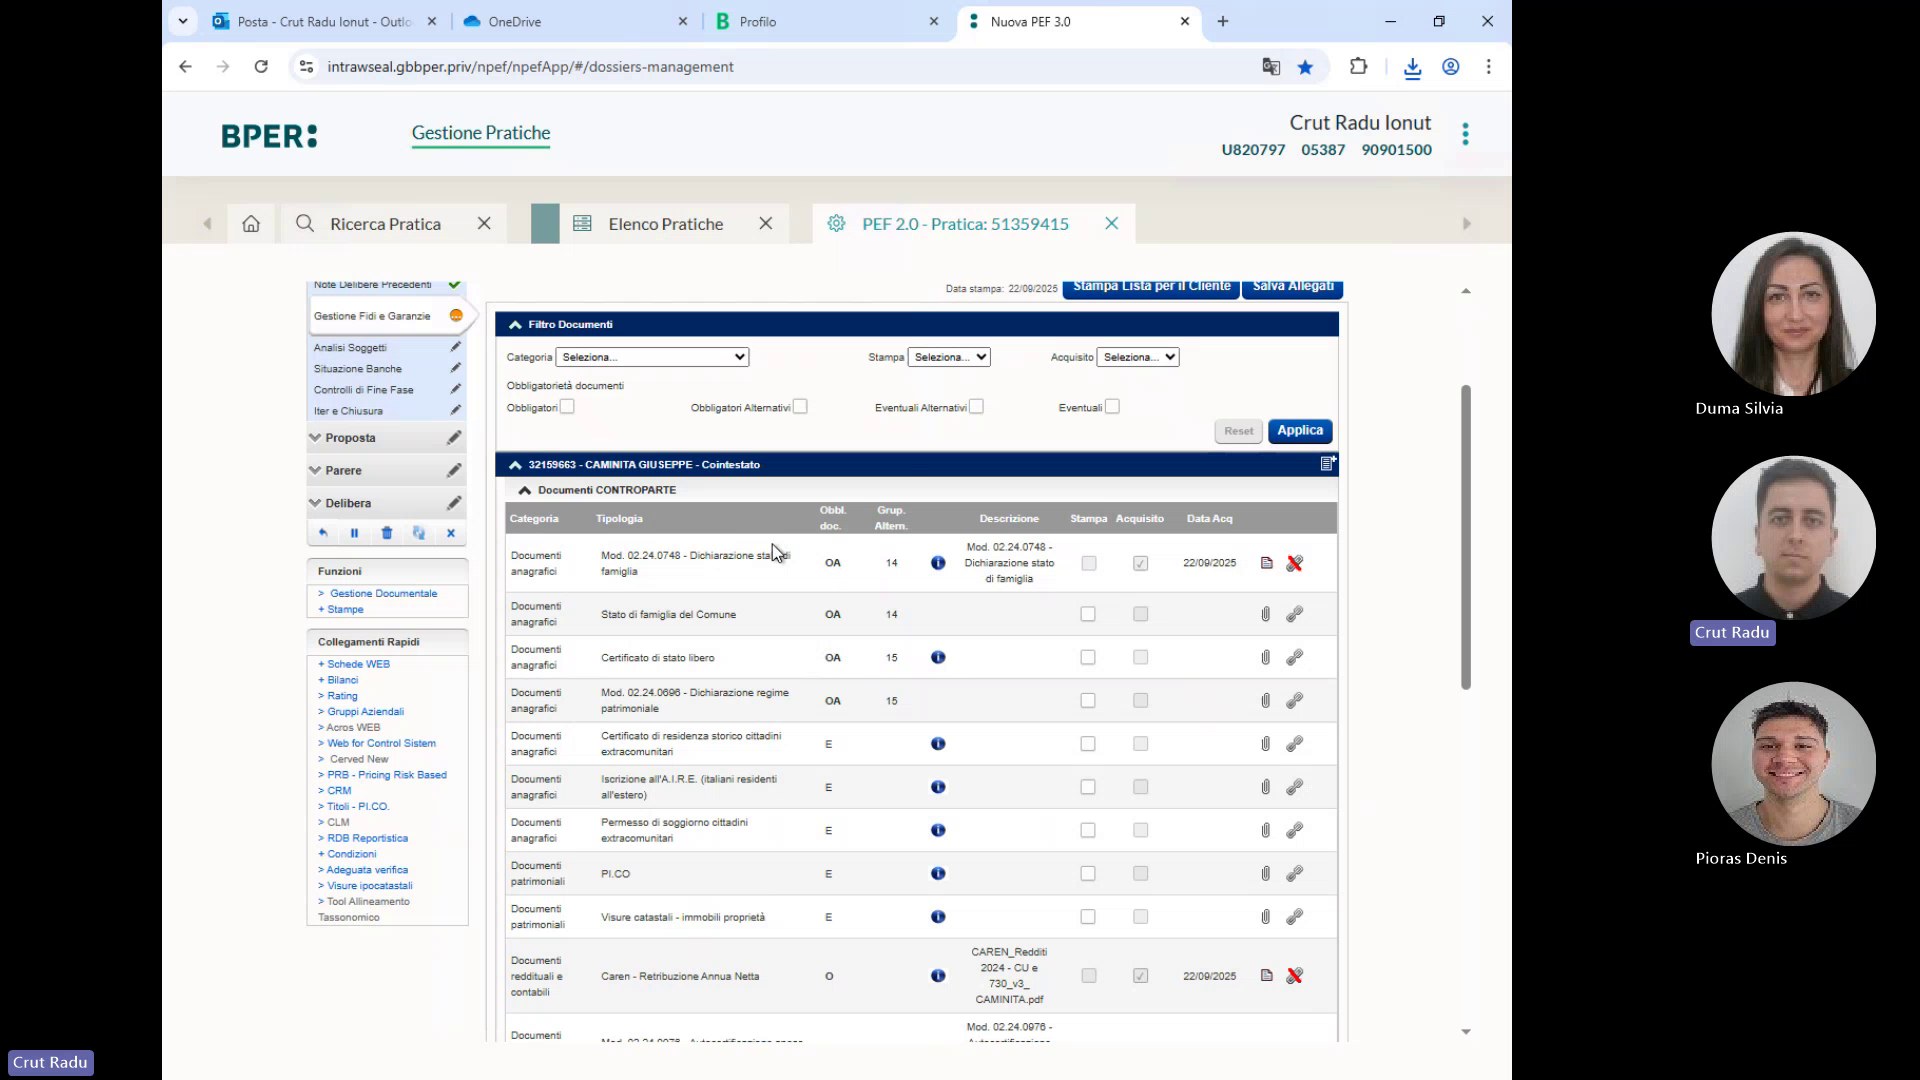 Posta - Crut Radu Ionut - Outlo
OneDrive
Profilo
Nuova PEF 3.0
intrawseal.gbbper.priv/npef/npefApp/#/dossiers-management
BPER:
Gestione Pratiche
Crut Radu Ionut
U820797 05387 90901500
Ricerca Pratica
Elenco Pratiche
PEF 2.0 - Pratica: 51359415
Note Delibere Precedenti
Gestione Fidi e Garanzie
Analisi Soggetti
Situazione Banche
Controlli di Fine Fase
Iter e Chiusura
Proposta
Parere
Delibera
Funzioni
> Gestione Documentale
+ Stampe
Collegamenti Rapidi
+ Schede WEB
+ Bilanci
> Rating
> Gruppi Aziendali
> Acros WEB
> Web for Control Sistem
> Cerved New
> PRB - Pricing Risk Based
> CRM
> Titoli - PI.CO.
> CLM
> RDB Reportistica
+ Condizioni
> Adeguata verifica
> Visure ipocatastali
> Tool Allineamento
Tassonomico
Data stampa: 22/09/2025
Stampa Lista per il Cliente
Salva Allegati
Filtro Documenti
Categoria Seleziona...
Stampa Seleziona...
Acquisito Seleziona...
Obbligatorietà documenti
Obbligatori
Obbligatori Alternativi
Eventuali Alternativi
Eventuali
Reset
Applica
32159663 - CAMINITA GIUSEPPE - Cointestato
Documenti CONTROPARTE
Categoria Tipologia Obbl. doc. Grup. Altern. Descrizione Stampa Acquisito Data Acq
Documenti anagrafici Mod. 02.24.0748 - Dichiarazione stato di famiglia OA 14 Mod. 02.24.0748 - Dichiarazione stato di famiglia 22/09/2025
Documenti anagrafici Stato di famiglia del Comune OA 14
Documenti anagrafici Certificato di stato libero OA 15
Documenti anagrafici Mod. 02.24.0696 - Dichiarazione regime patrimoniale OA 15
Documenti anagrafici Certificato di residenza storico cittadini extracomunitari E
Documenti anagrafici Iscrizione all'A.I.R.E. (italiani residenti all'estero) E
Documenti anagrafici Permesso di soggiorno cittadini extracomunitari E
Documenti patrimoniali PI.CO E
Documenti patrimoniali Visure catastali - immobili proprietà E
Documenti reddituali e contabili Caren - Retribuzione Annua Netta O CAREN_Redditi 2024 - CU e 730_v3_ CAMINITA.pdf 22/09/2025
Documenti
Mod. 02.24.0976 -
Duma Silvia
Crut Radu
Pioras Denis
Crut Radu